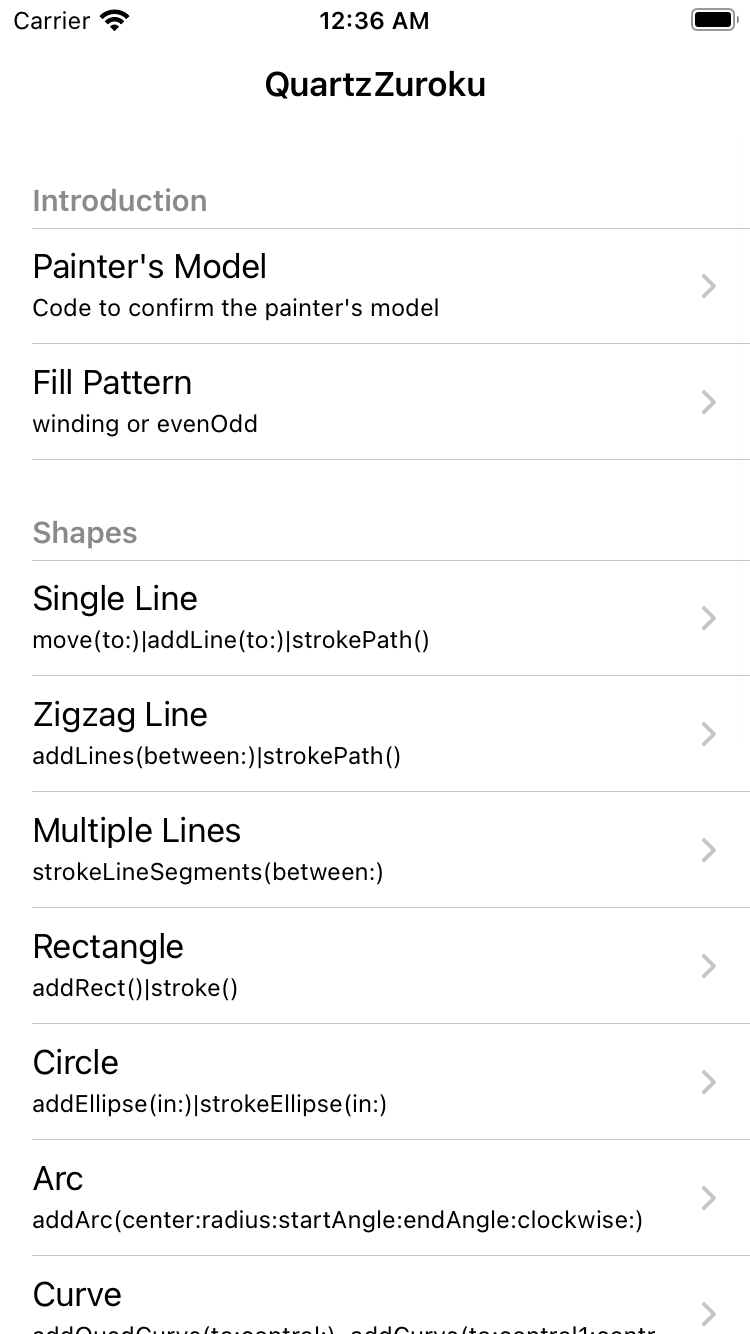 Carrier 12:36 AM
QuartzZuroku
Introduction
Painter's Model
Code to confirm the painter's model
Fill Pattern
winding or evenOdd
Shapes
Single Line
move(to:)|addLine(to:)|strokePath()
Zigzag Line
addLines(between:)|strokePath()
Multiple Lines
strokeLineSegments(between:)
Rectangle
addRect()|stroke()
Circle
addEllipse(in:)|strokeEllipse(in:)
Arc
addArc(center:radius:startAngle:endAngle:clockwise:)
Curve